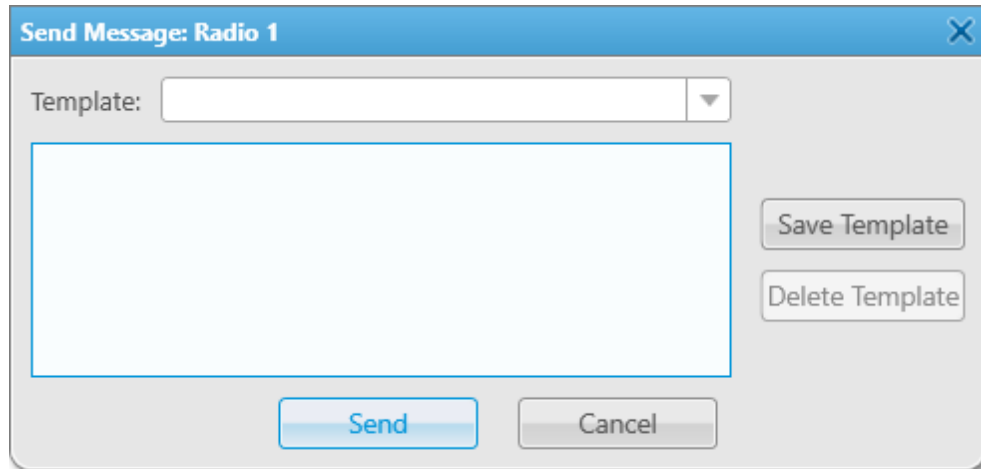 Send Message: Radio 1
Template:
Save Template
Delete Template
Send
Cancel